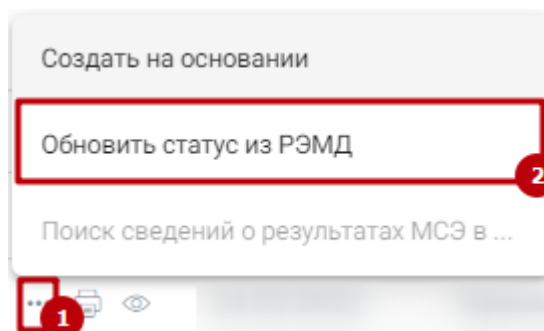 Создать на основании
Обновить статус из РЭМД
2
Поиск сведений о результатах МСЭ в ...
1